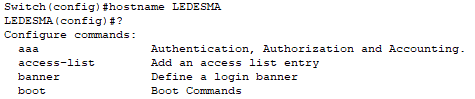 Switch(config)#hostname LEDESMA
LEDESMA(config)#?
Configure commands:
  aaa                Authentication, Authorization and Accounting.
  access-list        Add an access list entry
  banner             Define a login banner
  boot               Boot Commands